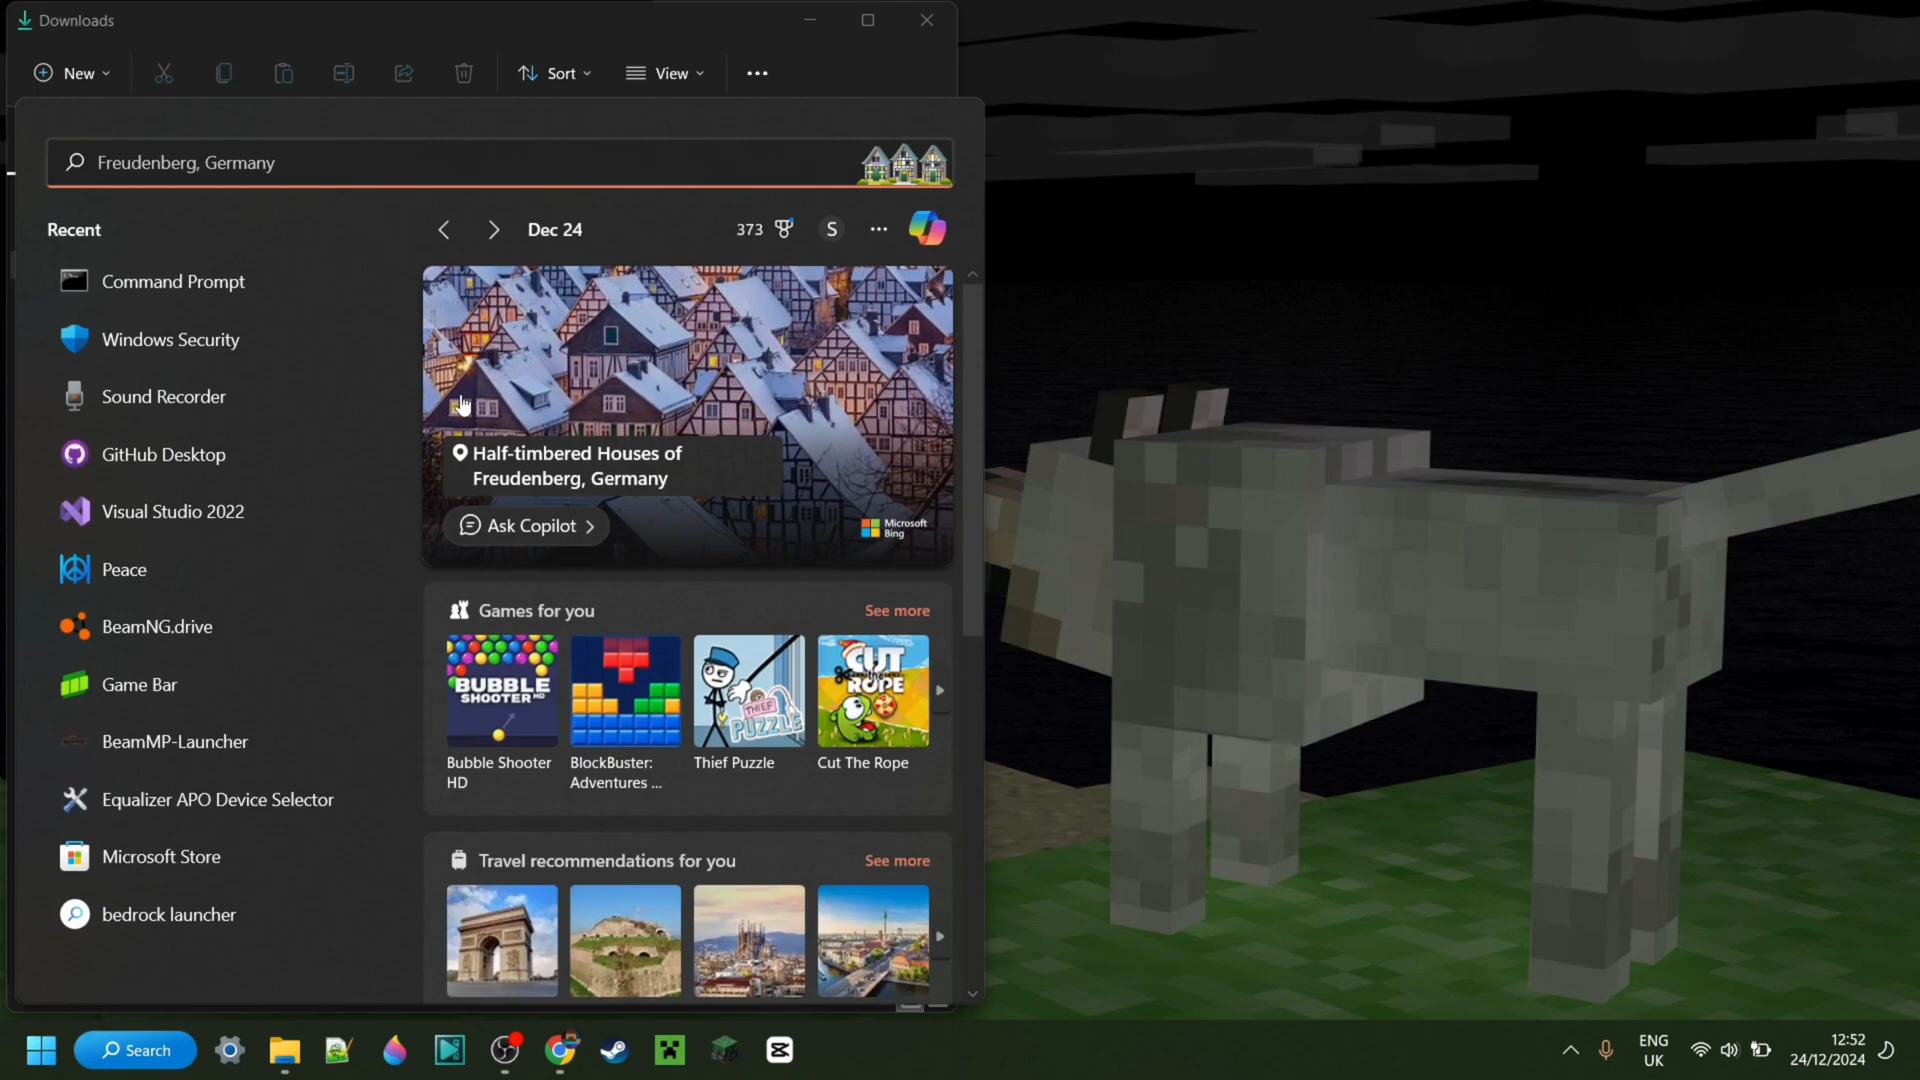 Downloads
New
Sort
View
Freudenberg, Germany
Recent
Dec 24
373
S
Command Prompt
Windows Security
Sound Recorder
GitHub Desktop
Visual Studio 2022
Peace
BeamNG.drive
Game Bar
BeamMP-Launcher
Equalizer APO Device Selector
Microsoft Store
bedrock launcher
Half-timbered Houses of
Freudenberg, Germany
Ask Copilot
Microsoft
Bing
Games for you
See more
BUBBLE
SHOOTER HD
THIEF
PUZZLE
CUT
the
ROPE
Bubble Shooter
HD
BlockBuster:
Adventures ...
Thief Puzzle
Cut The Rope
Travel recommendations for you
See more
Search
ENG
UK
12:52
24/12/2024